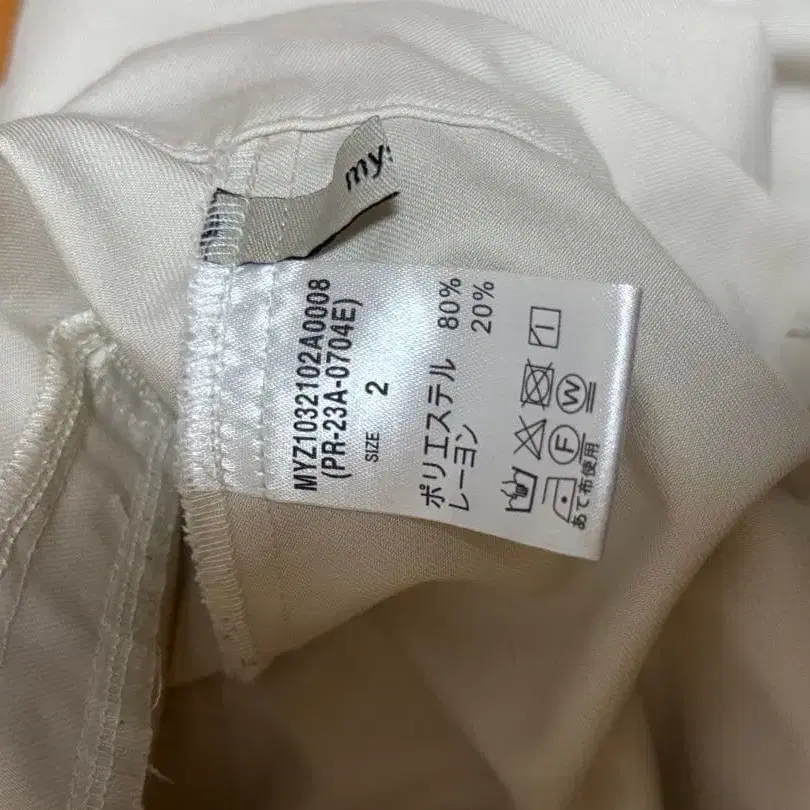 my
MYZ1032102A0008
(PR-23A-0704E)
SIZE 2
ポリエステル 80%
レーヨン 20%
W
F
あて布使用